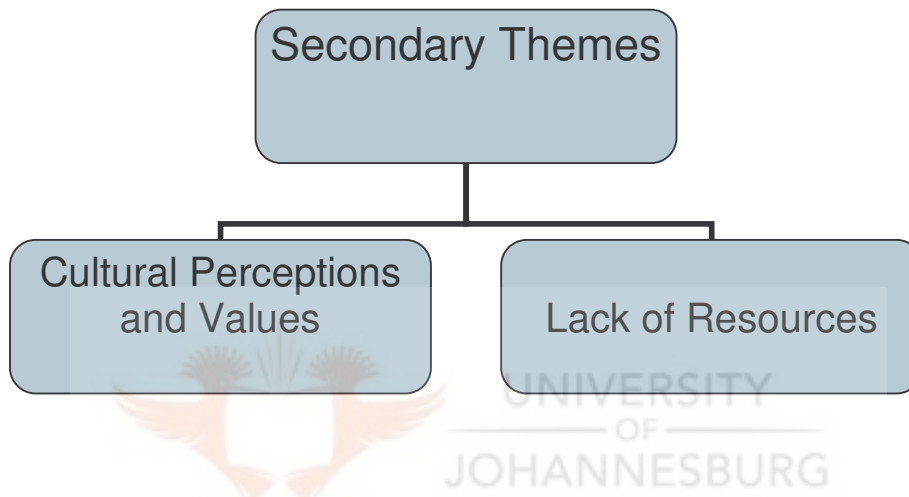 Secondary Themes
Cultural Perceptions
and Values
Lack of Resources
UNIVERSITY
OF
JOHANNESBURG